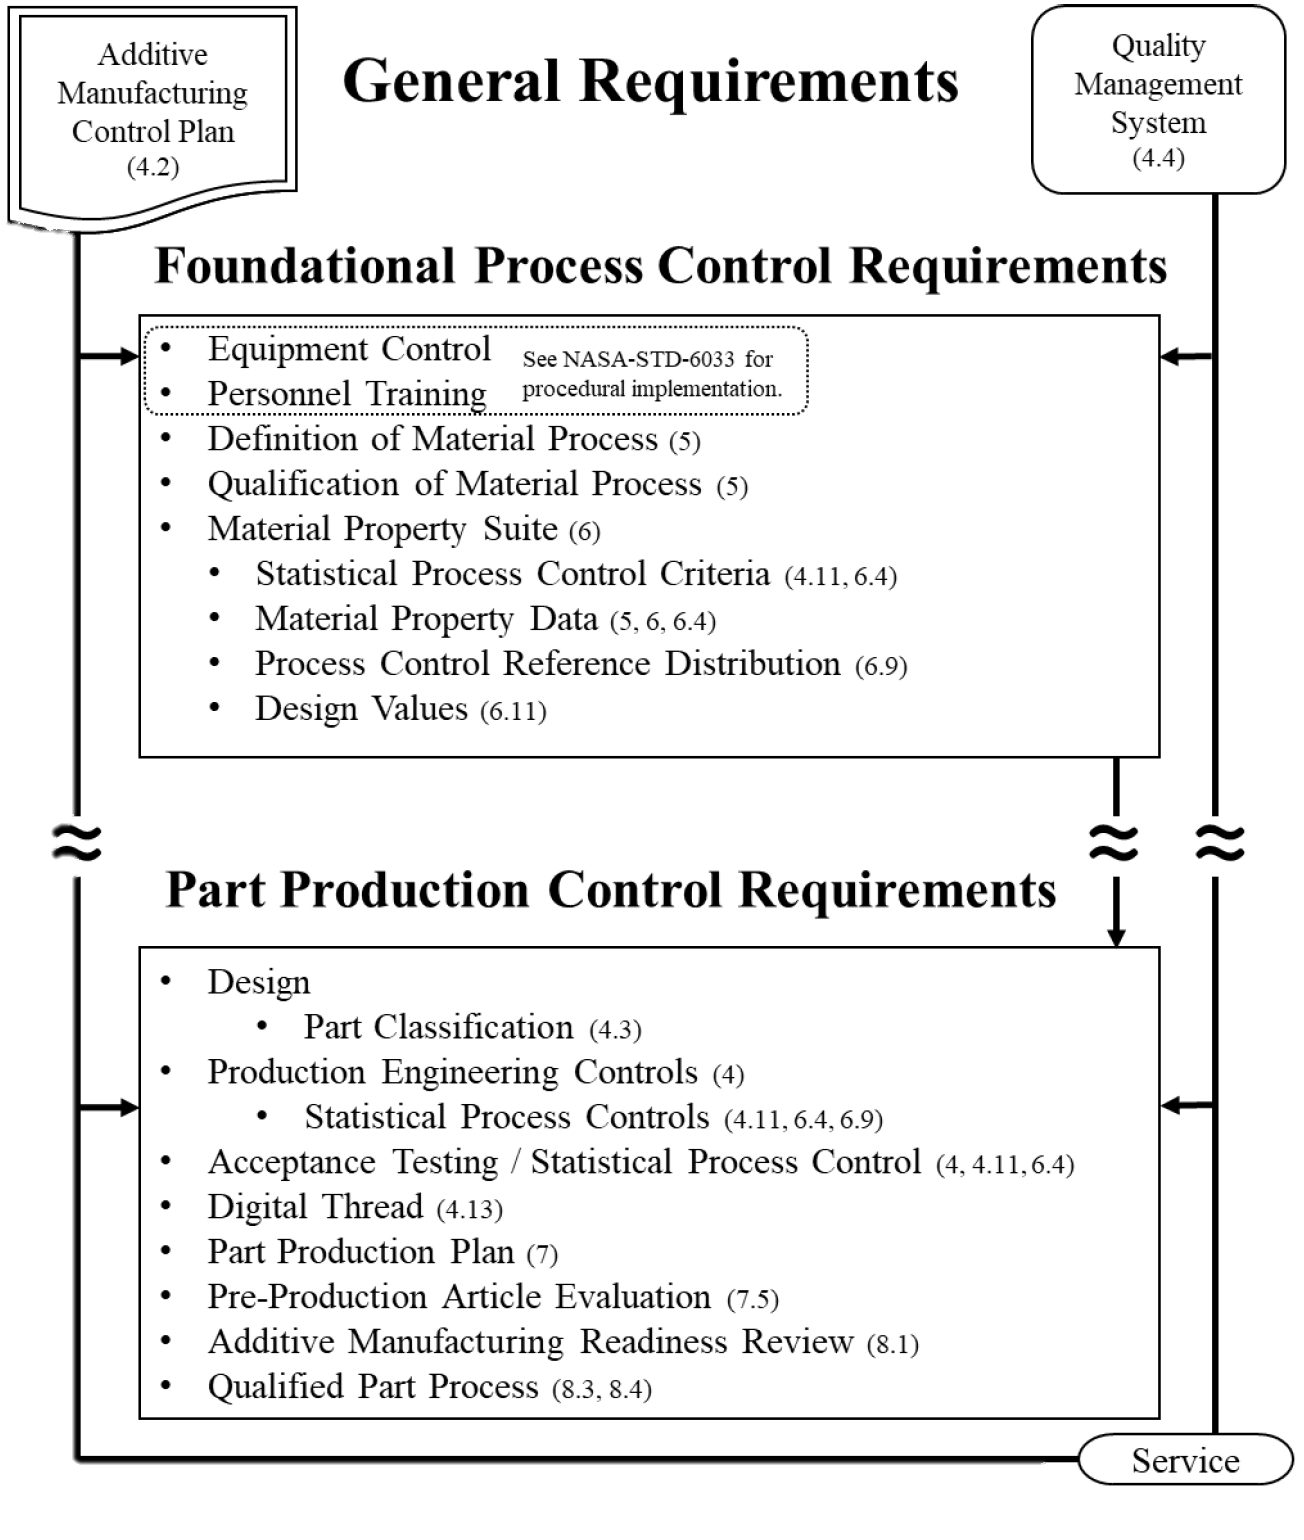 Additive
Manufacturing
Control Plan
(4.2)
General Requirements
Quality
Management
System
(4.4)
Foundational Process Control Requirements
• Equipment Control
• Personnel Training
See NASA-STD-6033 for
procedural implementation.
• Definition of Material Process (5)
• Qualification of Material Process (5)
• Material Property Suite (6)
• Statistical Process Control Criteria (4.11, 6.4)
• Material Property Data (5, 6, 6.4)
• Process Control Reference Distribution (6.9)
• Design Values (6.11)
Part Production Control Requirements
• Design
• Part Classification (4.3)
• Production Engineering Controls (4)
• Statistical Process Controls (4.11, 6.4, 6.9)
• Acceptance Testing / Statistical Process Control (4, 4.11, 6.4)
• Digital Thread (4.13)
• Part Production Plan (7)
• Pre-Production Article Evaluation (7.5)
• Additive Manufacturing Readiness Review (8.1)
• Qualified Part Process (8.3, 8.4)
Service